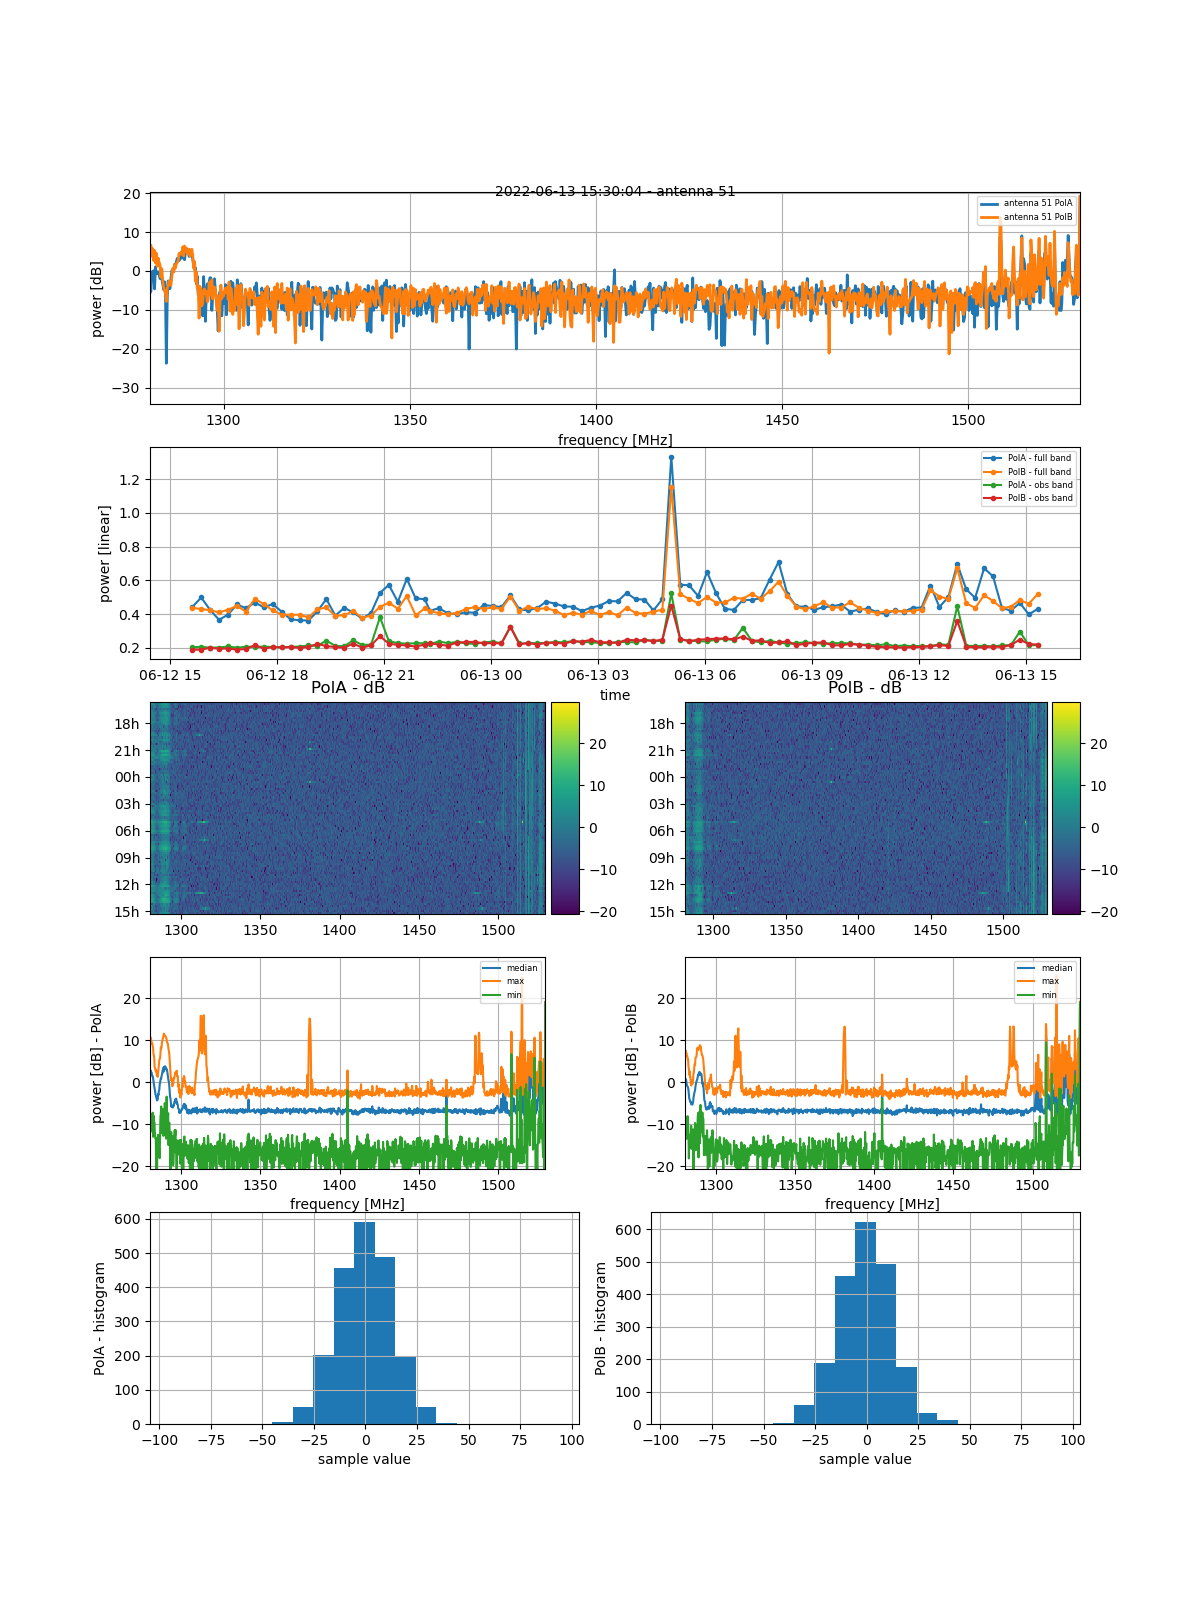 2022-06-13 15:30:04 - antenna 51
20
10
0
−10
−20
−30
power [dB]
antenna 51 PolA
antenna 51 PolB
1300 1350 1400 1450 1500
frequency [MHz]
1.2
1.0
0.8
0.6
0.4
0.2
power [linear]
PolA - full band
PolB - full band
PolA - obs band
PolB - obs band
06-12 15 06-12 18 06-12 21 06-13 00 06-13 03 06-13 06 06-13 09 06-13 12 06-13 15
time
PolA - dB
18h
21h
00h
03h
06h
09h
12h
15h
1300 1350 1400 1450 1500
20
10
0
−10
−20
PolB - dB
18h
21h
00h
03h
06h
09h
12h
15h
1300 1350 1400 1450 1500
20
10
0
−10
−20
power [dB] - PolA
20
10
0
−10
−20
median
max
min
1300 1350 1400 1450 1500
frequency [MHz]
power [dB] - PolB
20
10
0
−10
−20
median
max
min
1300 1350 1400 1450 1500
frequency [MHz]
PolA - histogram
600
500
400
300
200
100
0
−100 −75 −50 −25 0 25 50 75 100
sample value
PolB - histogram
600
500
400
300
200
100
0
−100 −75 −50 −25 0 25 50 75 100
sample value